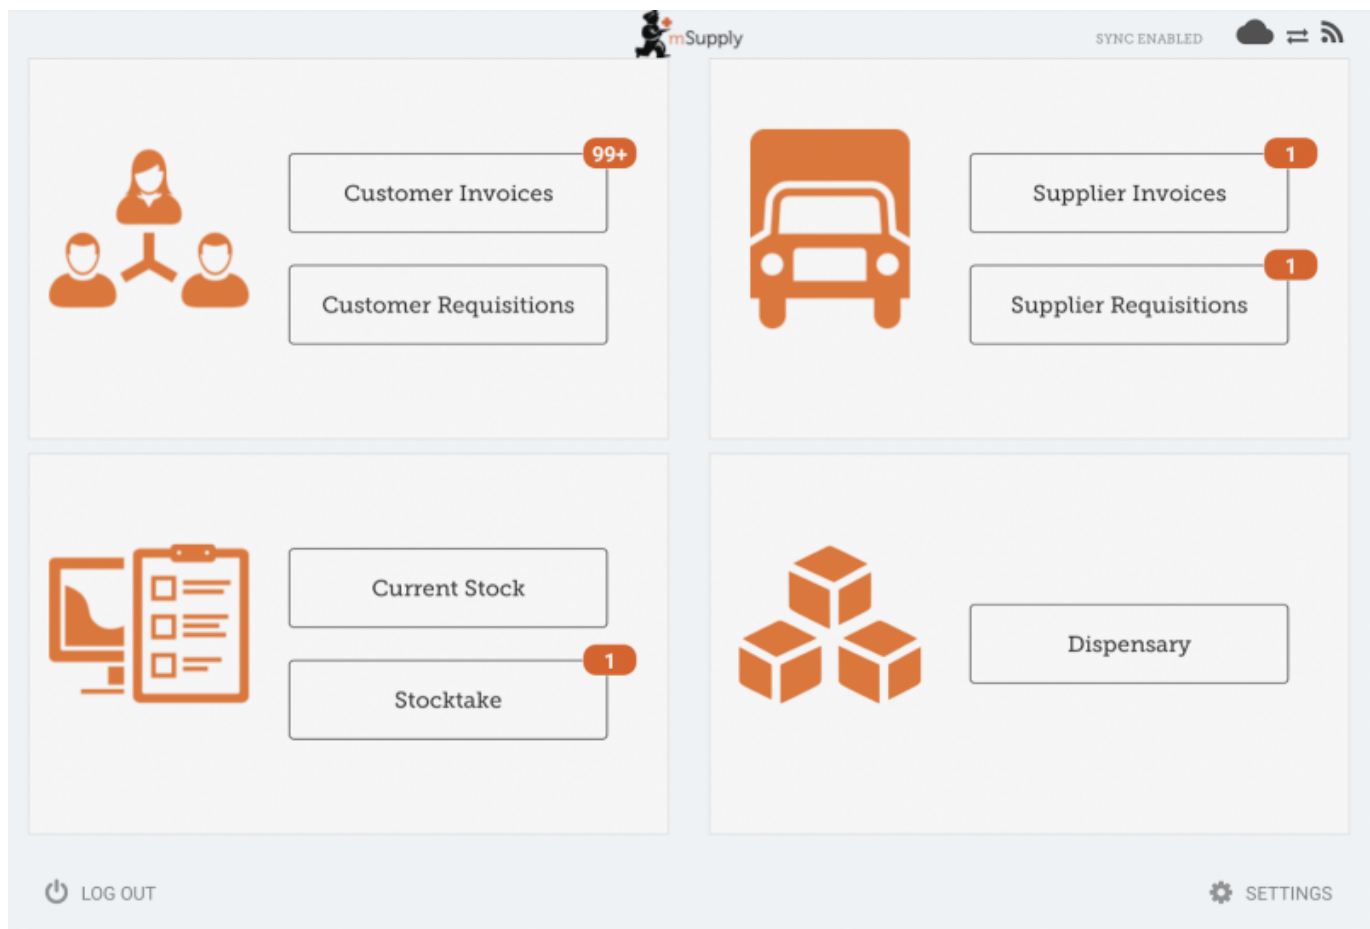 mSupply
SYNC ENABLED
99+
Customer Invoices
Customer Requisitions
1
Supplier Invoices
1
Supplier Requisitions
Current Stock
1
Stocktake
Dispensary
LOG OUT
SETTINGS